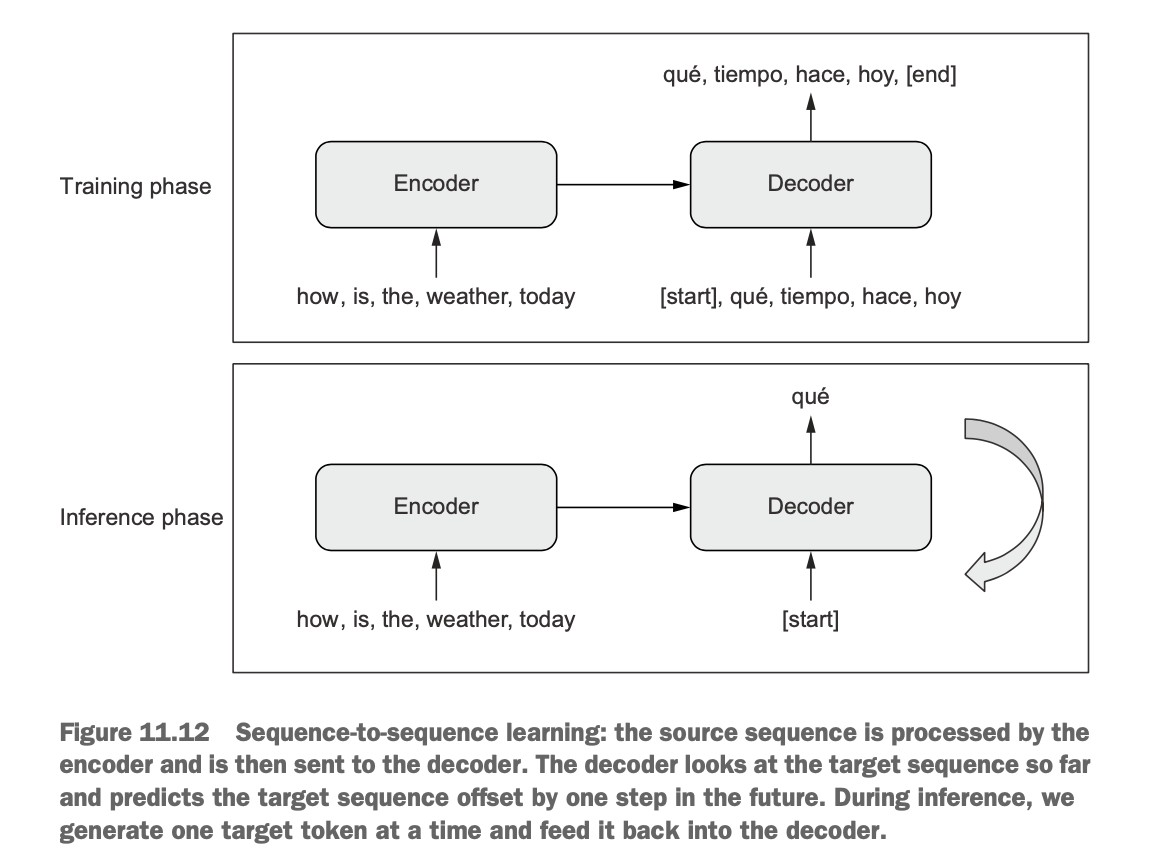 qué, tiempo, hace, hoy, [end]
Training phase
Encoder
Decoder
how, is, the, weather, today
[start], qué, tiempo, hace, hoy
qué
Inference phase
Encoder
Decoder
how, is, the, weather, today
[start]
Figure 11.12 Sequence-to-sequence learning: the source sequence is processed by the
encoder and is then sent to the decoder. The decoder looks at the target sequence so far
and predicts the target sequence offset by one step in the future. During inference, we
generate one target token at a time and feed it back into the decoder.